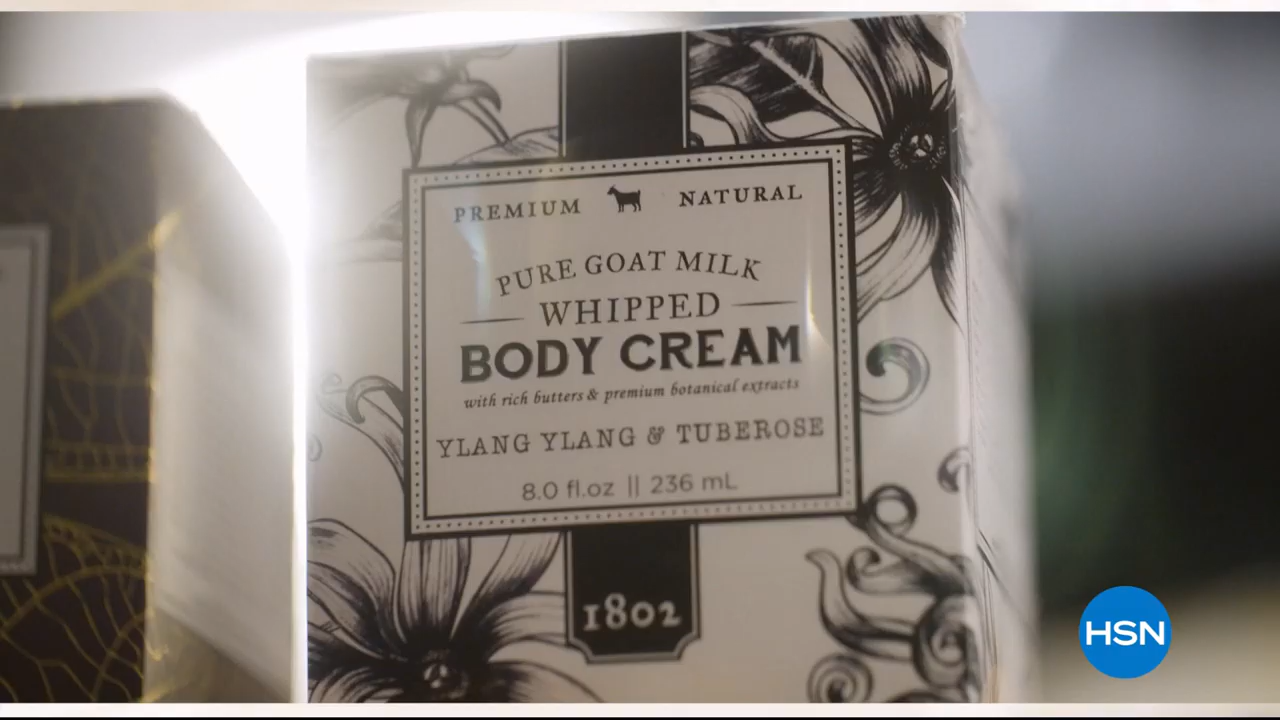 PREMIUM NATURAL
PURE GOAT MILK
WHIPPED
BODY CREAM
with rich butters & premium botanical extracts
YLANG YLANG & TUBEROSE
8.0 fl.oz || 236 mL
1802
HSN